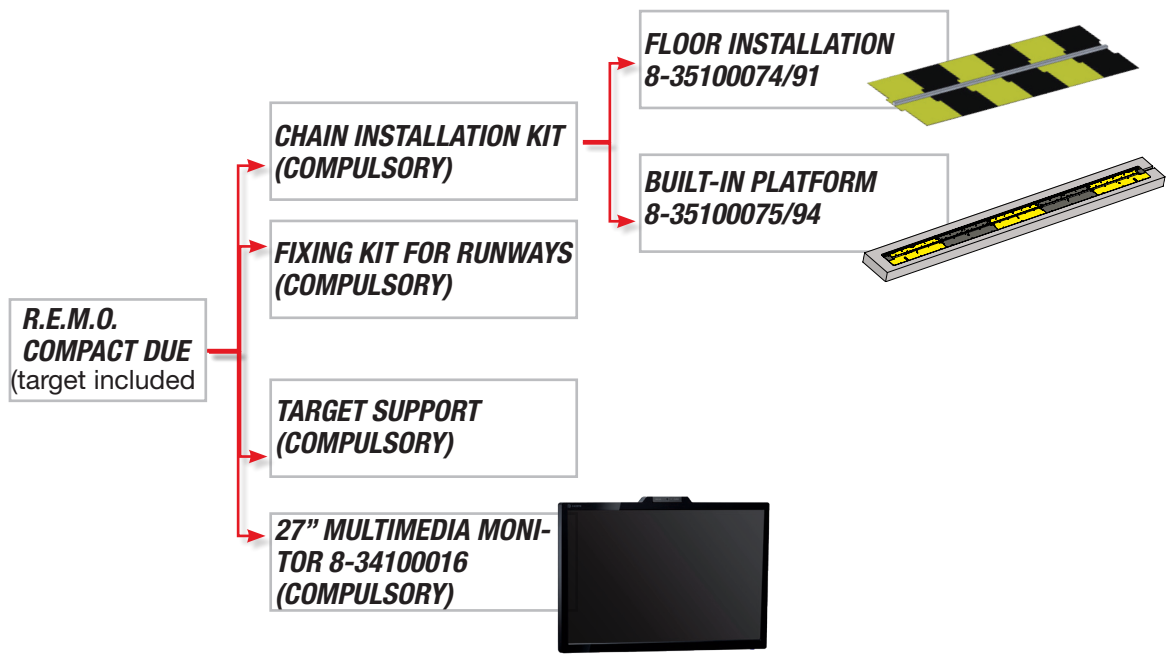 R.E.M.O.
COMPACT DUE
(target included
CHAIN INSTALLATION KIT
(COMPULSORY)
FLOOR INSTALLATION
8-35100074/91
BUILT-IN PLATFORM
8-35100075/94
FIXING KIT FOR RUNWAYS
(COMPULSORY)
TARGET SUPPORT
(COMPULSORY)
27” MULTIMEDIA MONI-
TOR 8-34100016
(COMPULSORY)